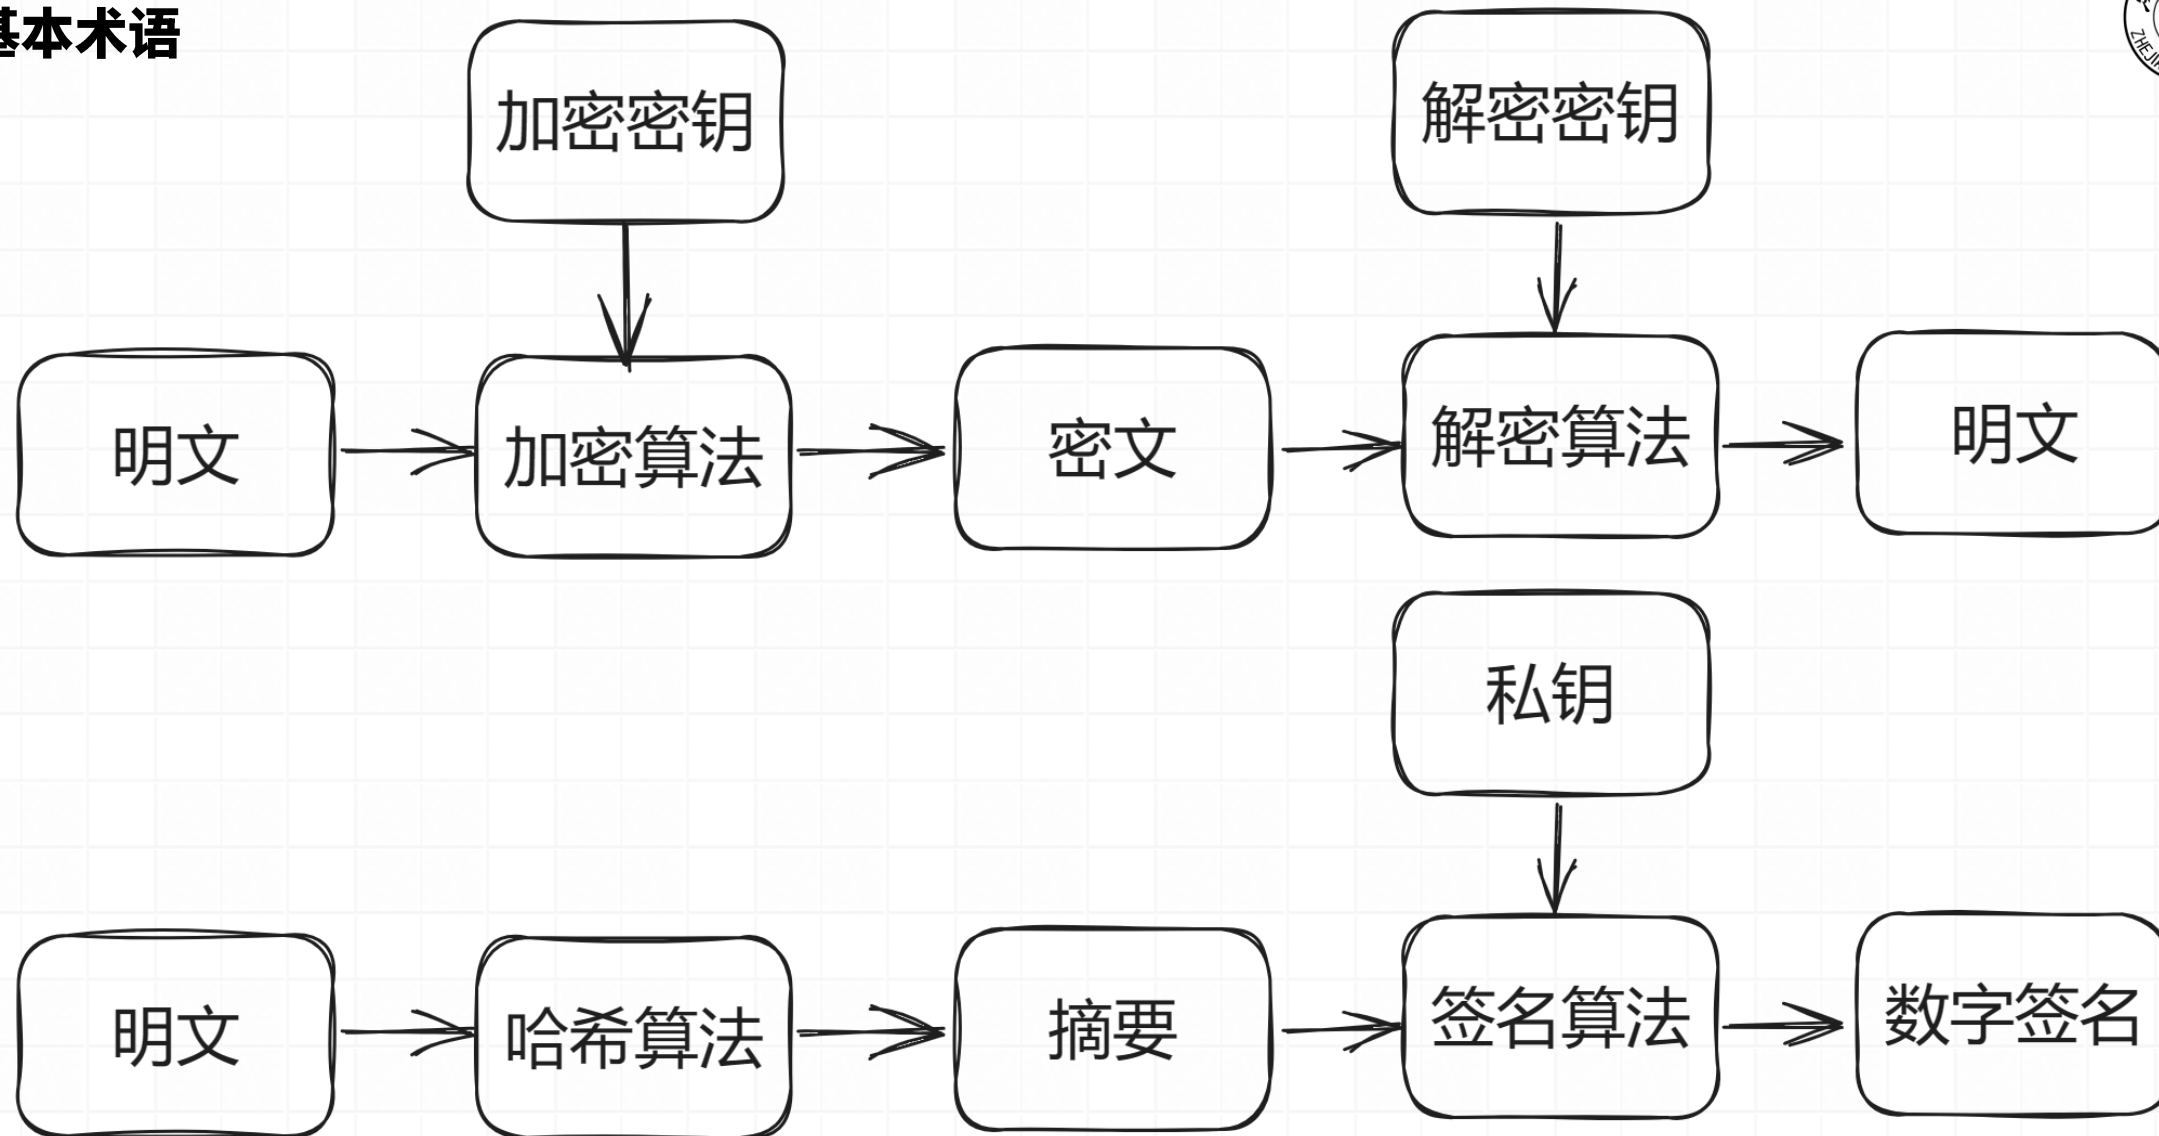 基本术语
加密密钥
解密密钥
明文
加密算法
密文
解密算法
明文
私钥
明文
哈希算法
摘要
签名算法
数字签名